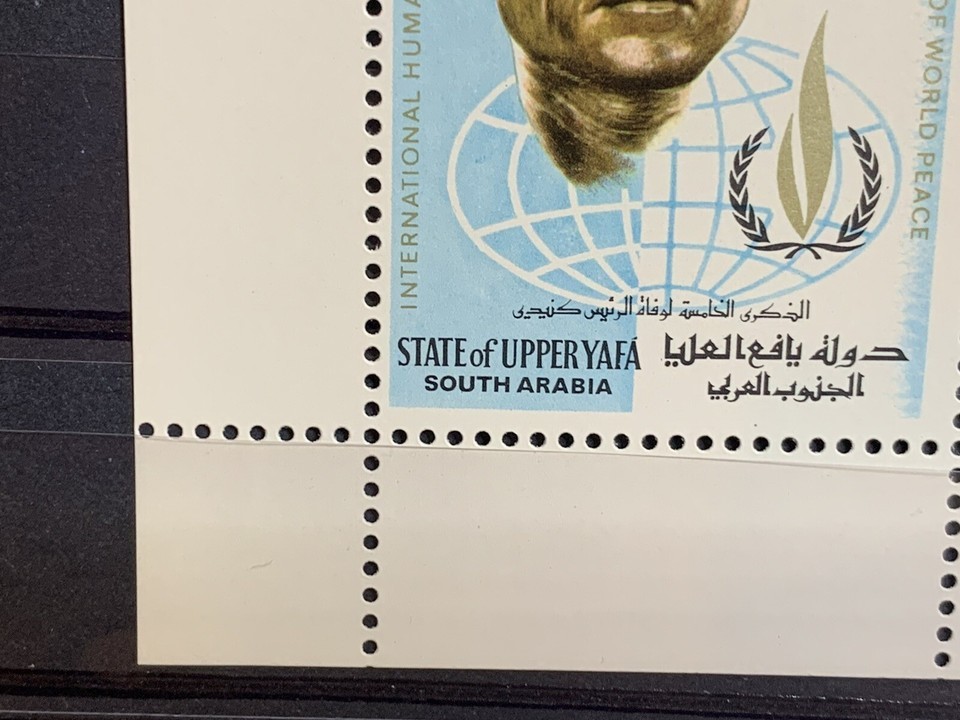 INTERNATIONAL HUMA
OF WORLD PEACE
الذكرى الخامسة لوفاة الرئيس كنيدي
STATE of UPPER YAFÁ
دولة يافع العليا
SOUTH ARABIA
الجنوب العربي